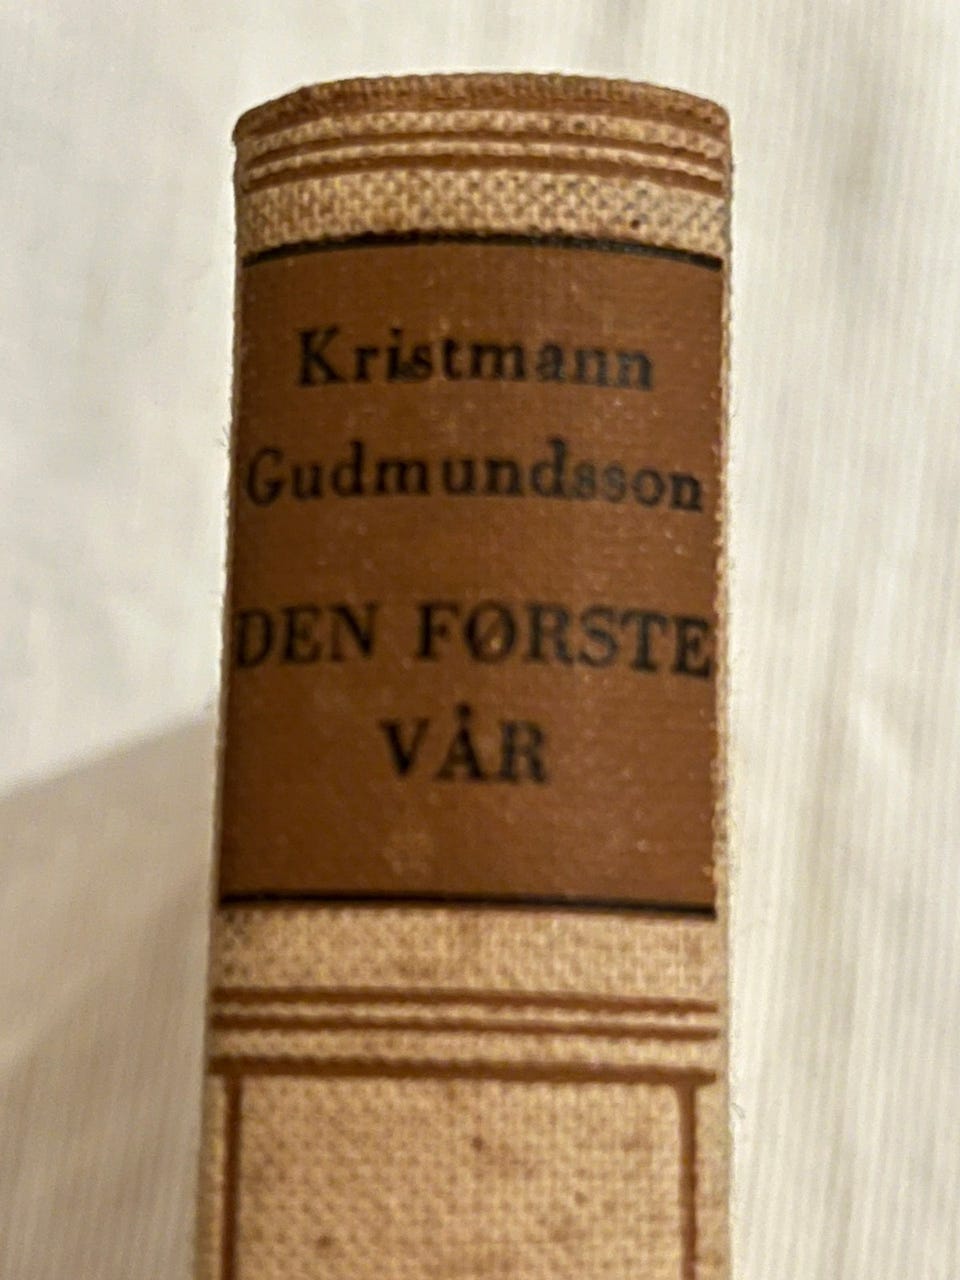 Kristmann
Gudmundsson
DEN FØRSTE
VÅR